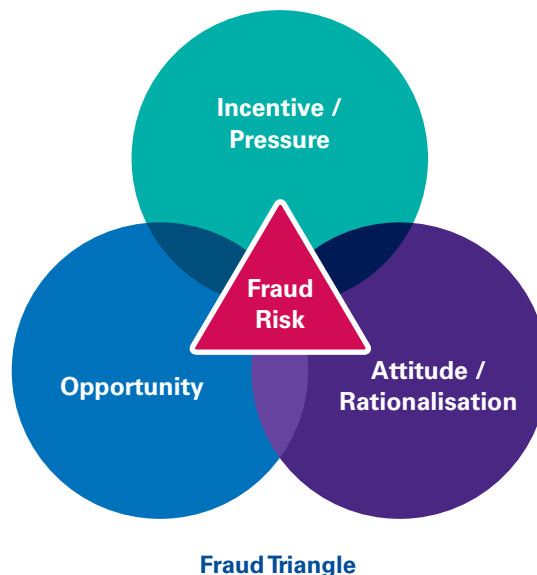 Incentive /
Pressure
Fraud
Risk
Opportunity
Attitude /
Rationalisation
Fraud Triangle